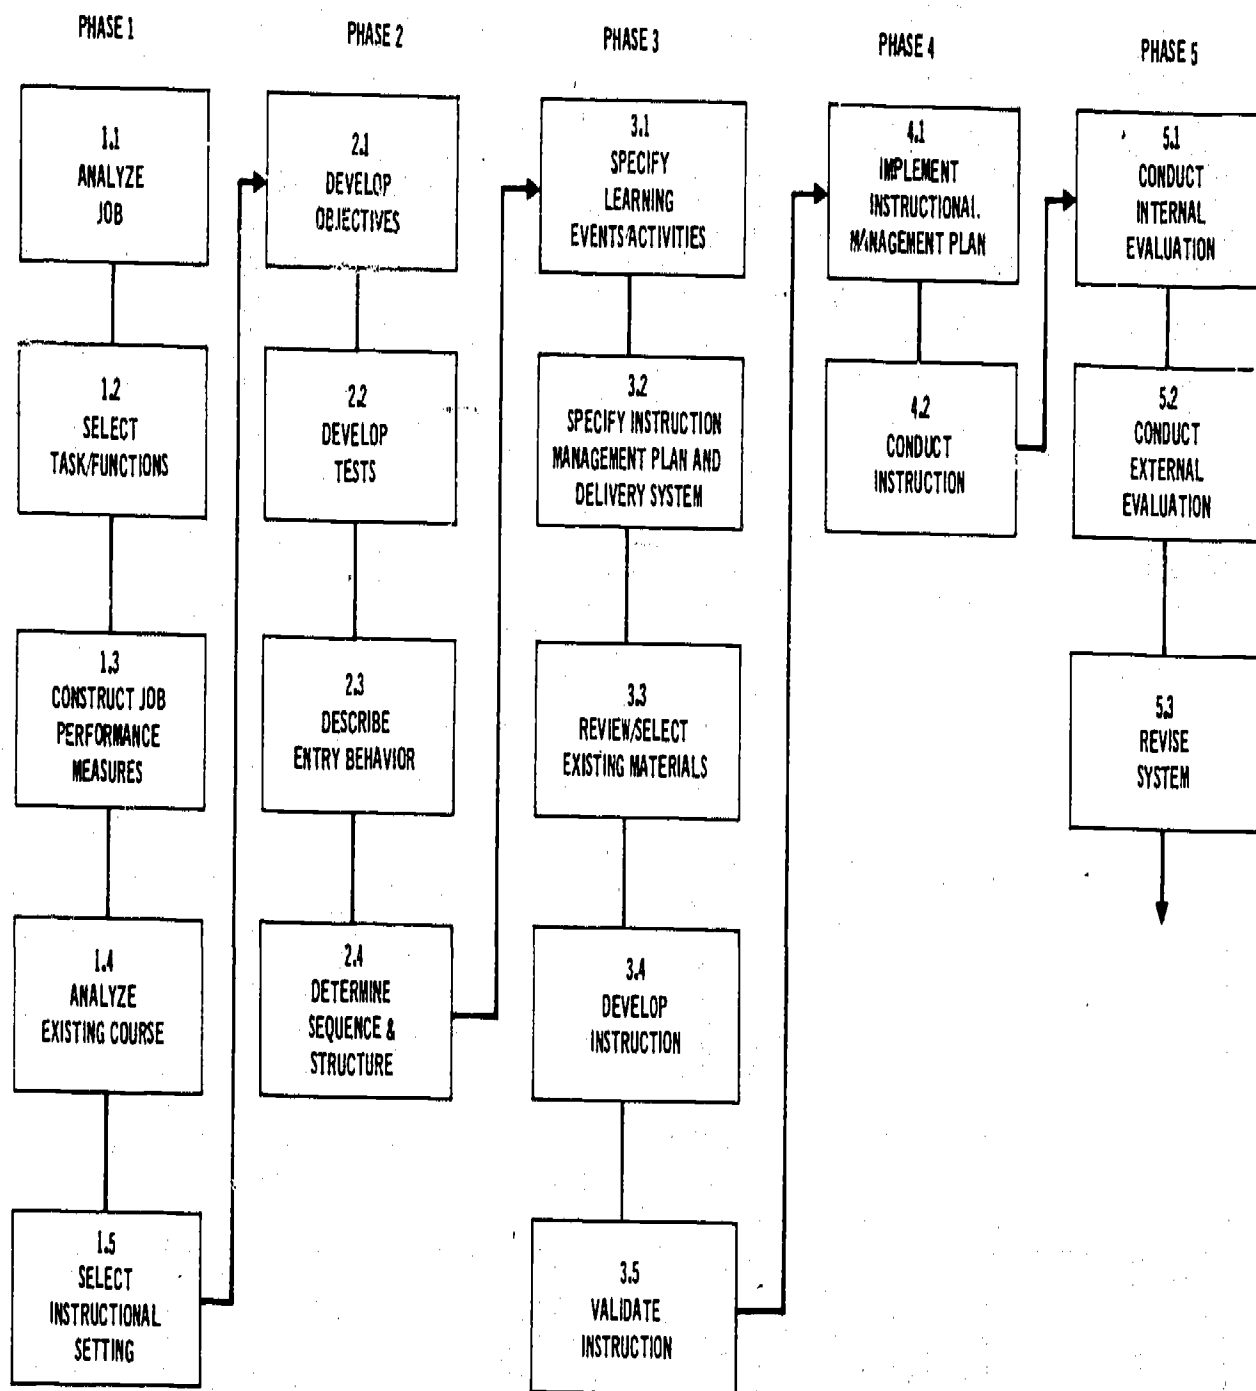 PHASE 1
1.1
ANALYZE
JOB
1.2
SELECT
TASK/FUNCTIONS
1.3
CONSTRUCT JOB
PERFORMANCE
MEASURES
1.4
ANALYZE
EXISTING COURSE
1.5
SELECT
INSTRUCTIONAL
SETTING
PHASE 2
2.1
DEVELOP
OBJECTIVES
2.2
DEVELOP
TESTS
2.3
DESCRIBE
ENTRY BEHAVIOR
2.4
DETERMINE
SEQUENCE &
STRUCTURE
PHASE 3
3.1
SPECIFY
LEARNING
EVENTS/ACTIVITIES
3.2
SPECIFY INSTRUCTION
MANAGEMENT PLAN AND
DELIVERY SYSTEM
3.3
REVIEW/SELECT
EXISTING MATERIALS
3.4
DEVELOP
INSTRUCTION
3.5
VALIDATE
INSTRUCTION
PHASE 4
4.1
IMPLEMENT
INSTRUCTIONAL
MANAGEMENT PLAN
4.2
CONDUCT
INSTRUCTION
PHASE 5
5.1
CONDUCT
INTERNAL
EVALUATION
5.2
CONDUCT
EXTERNAL
EVALUATION
5.3
REVISE
SYSTEM